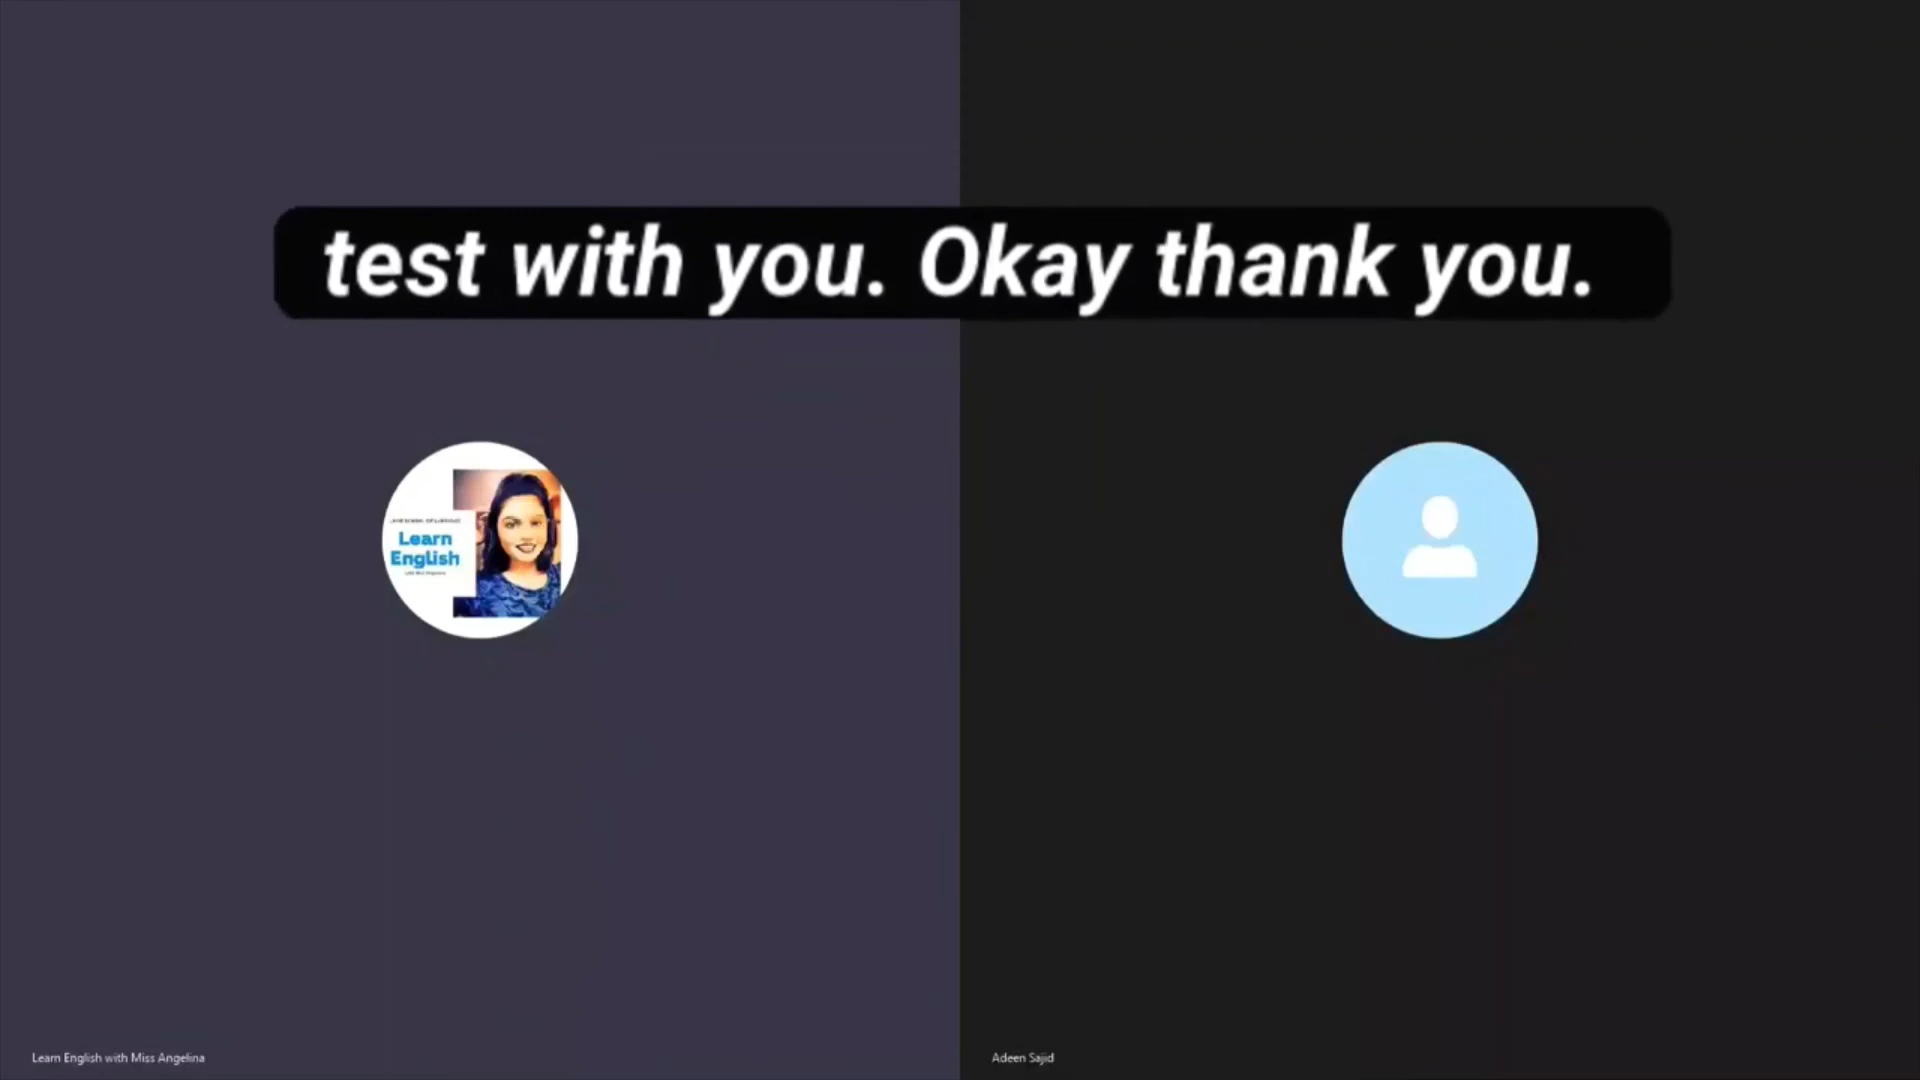 test with you. Okay thank you.
Learn
English
Learn English with Miss Angelina
Adeen Sajid